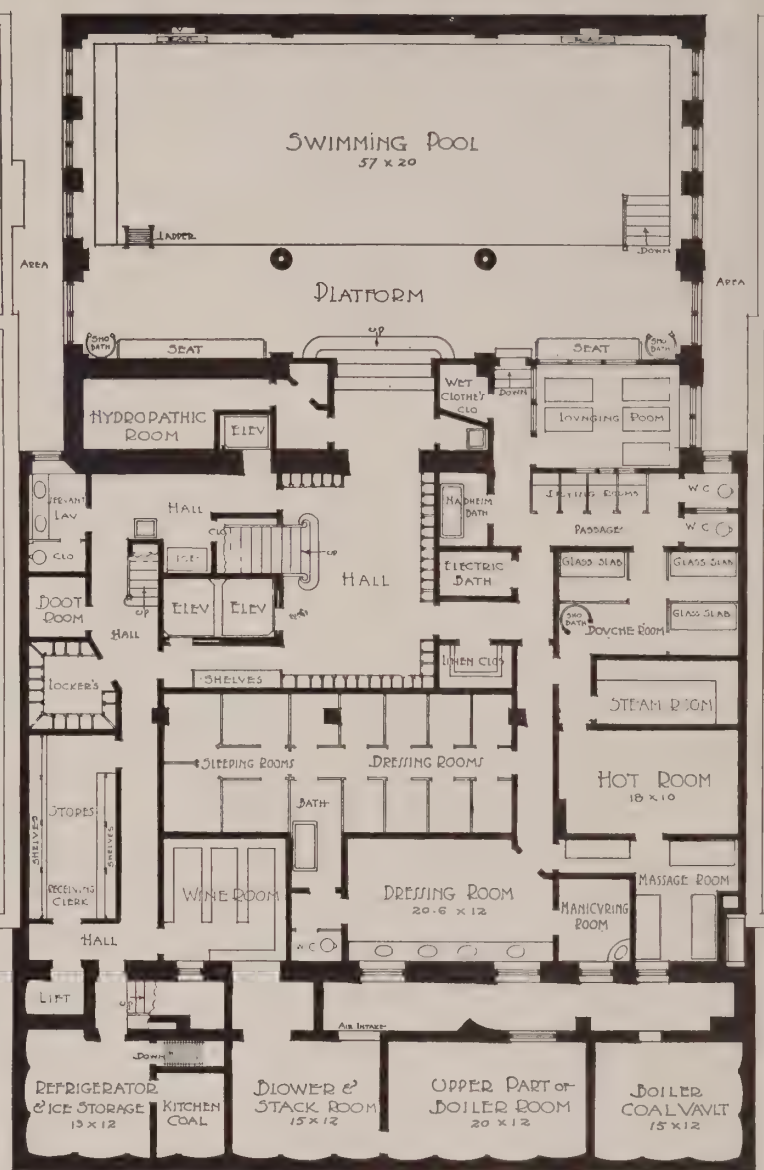 SWIMMING POOL
57 x 20
LADDER
DOWN
AREA
AREA
PLATFORM
UP
SHO
BATH
SEAT
SEAT
SHO
BATH
HYDROPATHIC
ROOM
ELEV
WET
CLOTHE'S
CLO
DOWN
LOUNGING ROOM
SERVANT
LAV
CLO
HALL
CLO
UP
NAUHEIM
BATH
DRYING ROOMS
W C
PASSAGE
W C
BOOT
ROOM
UP
HALL
ELEV
ELEV
HALL
ELECTRIC
BATH
GLASS SLAB
GLASS SLAB
GLASS SLAB
SHO
BATH
DOUCHE ROOM
LOCKER'S
SHELVES
LINEN CLO
STEAM ROOM
SLEEPING ROOMS
DRESSING ROOMS
HOT ROOM
18 x 10
STORES
SHELVES
SHELVES
RECEIVING
CLERK
BATH
WINE ROOM
DRESSING ROOM
20-6 x 12
MASSAGE ROOM
MANICURING
ROOM
HALL
W C
LIFT
UP
AIR INTAKE
DOWN
REFRIGERATOR
& ICE STORAGE
13 x 12
KITCHEN
COAL
BLOWER &
STACK ROOM
15 x 12
UPPER PART OF
BOILER ROOM
20 x 12
BOILER
COAL VAULT
15 x 12